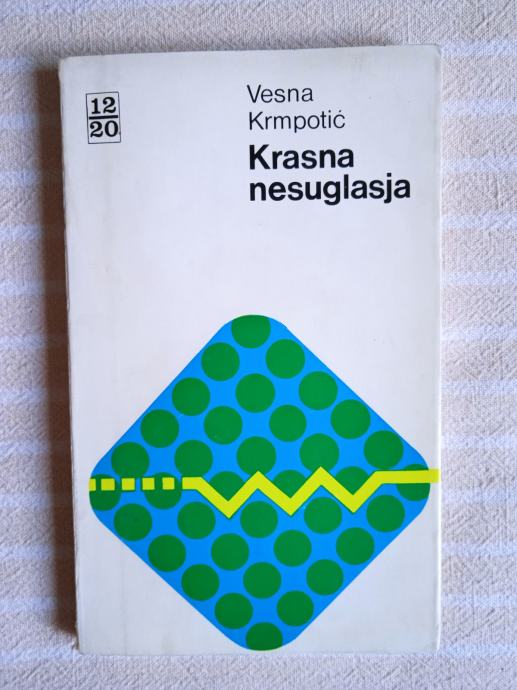 12
20
Vesna
Krmpotić
Krasna
nesuglasja